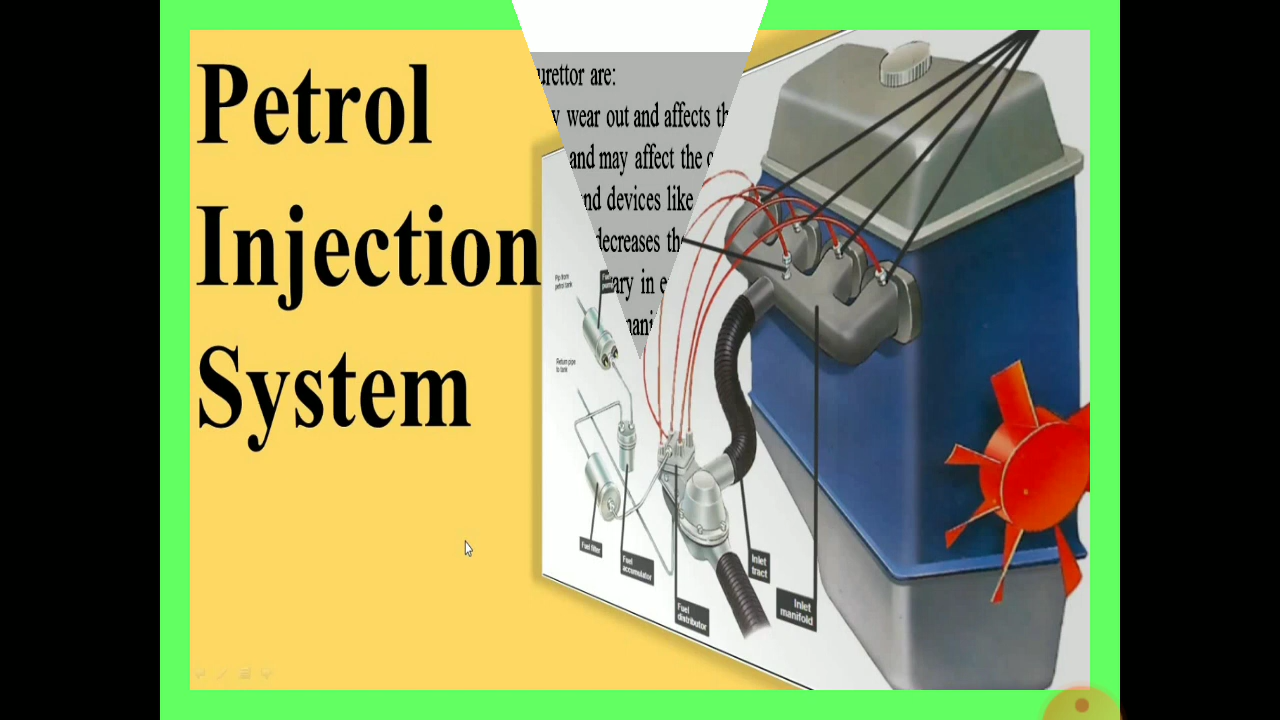 Petrol
Injection
System
urettor are:
wear out and affects th
and may affect the
nd devices like
decreases the
ary in e
Pip from
petrol tank
Fuel
Return pipe
to tank
Fuel filter
Fuel
accumulator
Fuel
distributor
Inlet
tract
Inlet
manifold